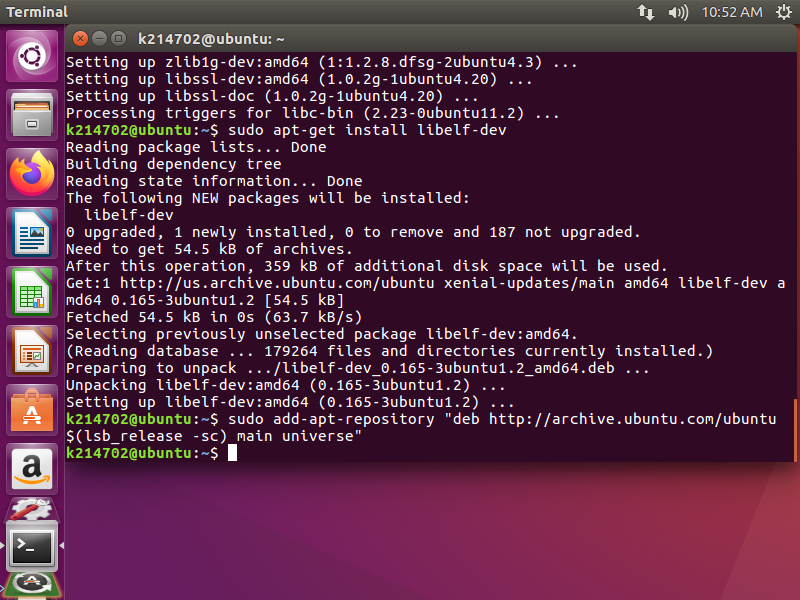 Terminal
10:52 AM
k214702@ubuntu: ~
Setting up zlib1g-dev:amd64 (1:1.2.8.dfsg-2ubuntu4.3) ...
Setting up libssl-dev:amd64 (1.0.2g-1ubuntu4.20) ...
Setting up libssl-doc (1.0.2g-1ubuntu4.20) ...
Processing triggers for libc-bin (2.23-0ubuntu11.2) ...
k214702@ubuntu:~$ sudo apt-get install libelf-dev
Reading package lists... Done
Building dependency tree
Reading state information... Done
The following NEW packages will be installed:
  libelf-dev
0 upgraded, 1 newly installed, 0 to remove and 187 not upgraded.
Need to get 54.5 kB of archives.
After this operation, 359 kB of additional disk space will be used.
Get:1 http://us.archive.ubuntu.com/ubuntu xenial-updates/main amd64 libelf-dev a
md64 0.165-3ubuntu1.2 [54.5 kB]
Fetched 54.5 kB in 0s (63.7 kB/s)
Selecting previously unselected package libelf-dev:amd64.
(Reading database ... 179264 files and directories currently installed.)
Preparing to unpack .../libelf-dev_0.165-3ubuntu1.2_amd64.deb ...
Unpacking libelf-dev:amd64 (0.165-3ubuntu1.2) ...
Setting up libelf-dev:amd64 (0.165-3ubuntu1.2) ...
k214702@ubuntu:~$ sudo add-apt-repository "deb http://archive.ubuntu.com/ubuntu
$(lsb_release -sc) main universe"
k214702@ubuntu:~$